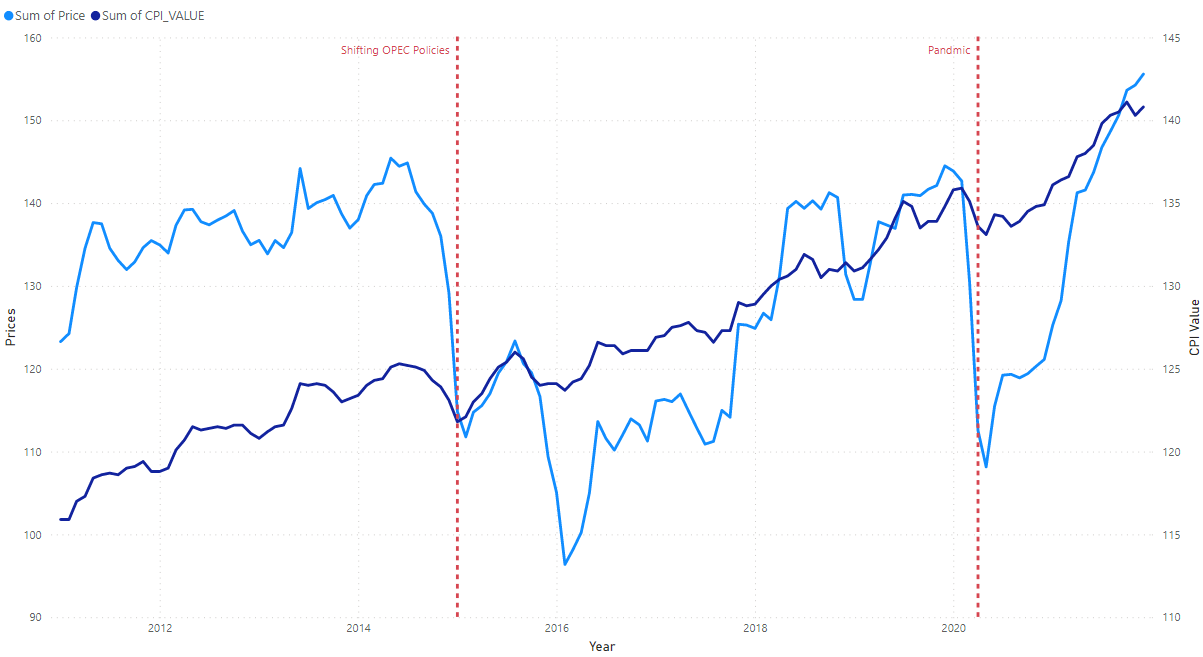 Sum of Price Sum of CPI_VALUE
160
150
140
130
120
110
100
90
Prices
Shifting OPEC Policies
Pandmic
145
140
135
130
125
120
115
110
CPI Value
2012 2014 2016 2018 2020
Year